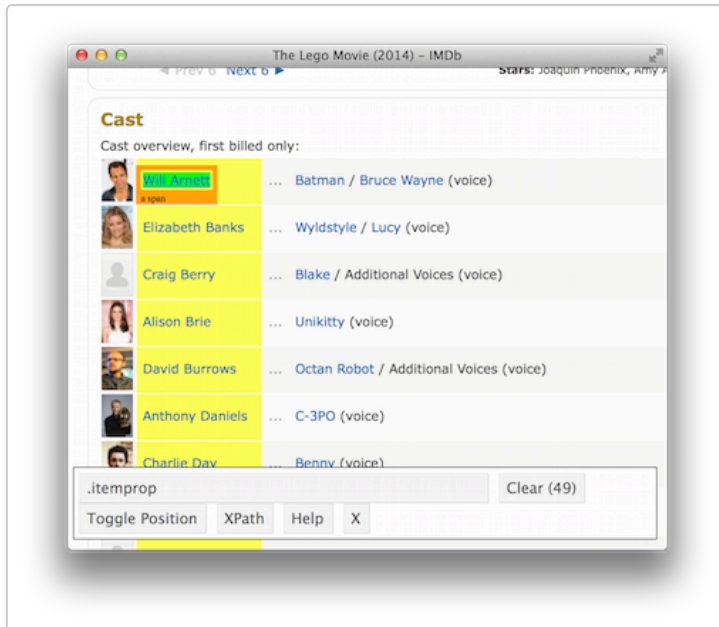 The Lego Movie (2014) – IMDb
◀ Prev 6 Next 6 ▶ Stars: Joaquin Phoenix, Amy A
Cast
Cast overview, first billed only:
Will Arnett ... Batman / Bruce Wayne (voice)
a span
Elizabeth Banks ... Wyldstyle / Lucy (voice)
Craig Berry ... Blake / Additional Voices (voice)
Alison Brie ... Unikitty (voice)
David Burrows ... Octan Robot / Additional Voices (voice)
Anthony Daniels ... C-3PO (voice)
Charlie Day ... Benny (voice)
.itemprop Clear (49)
Toggle Position XPath Help X